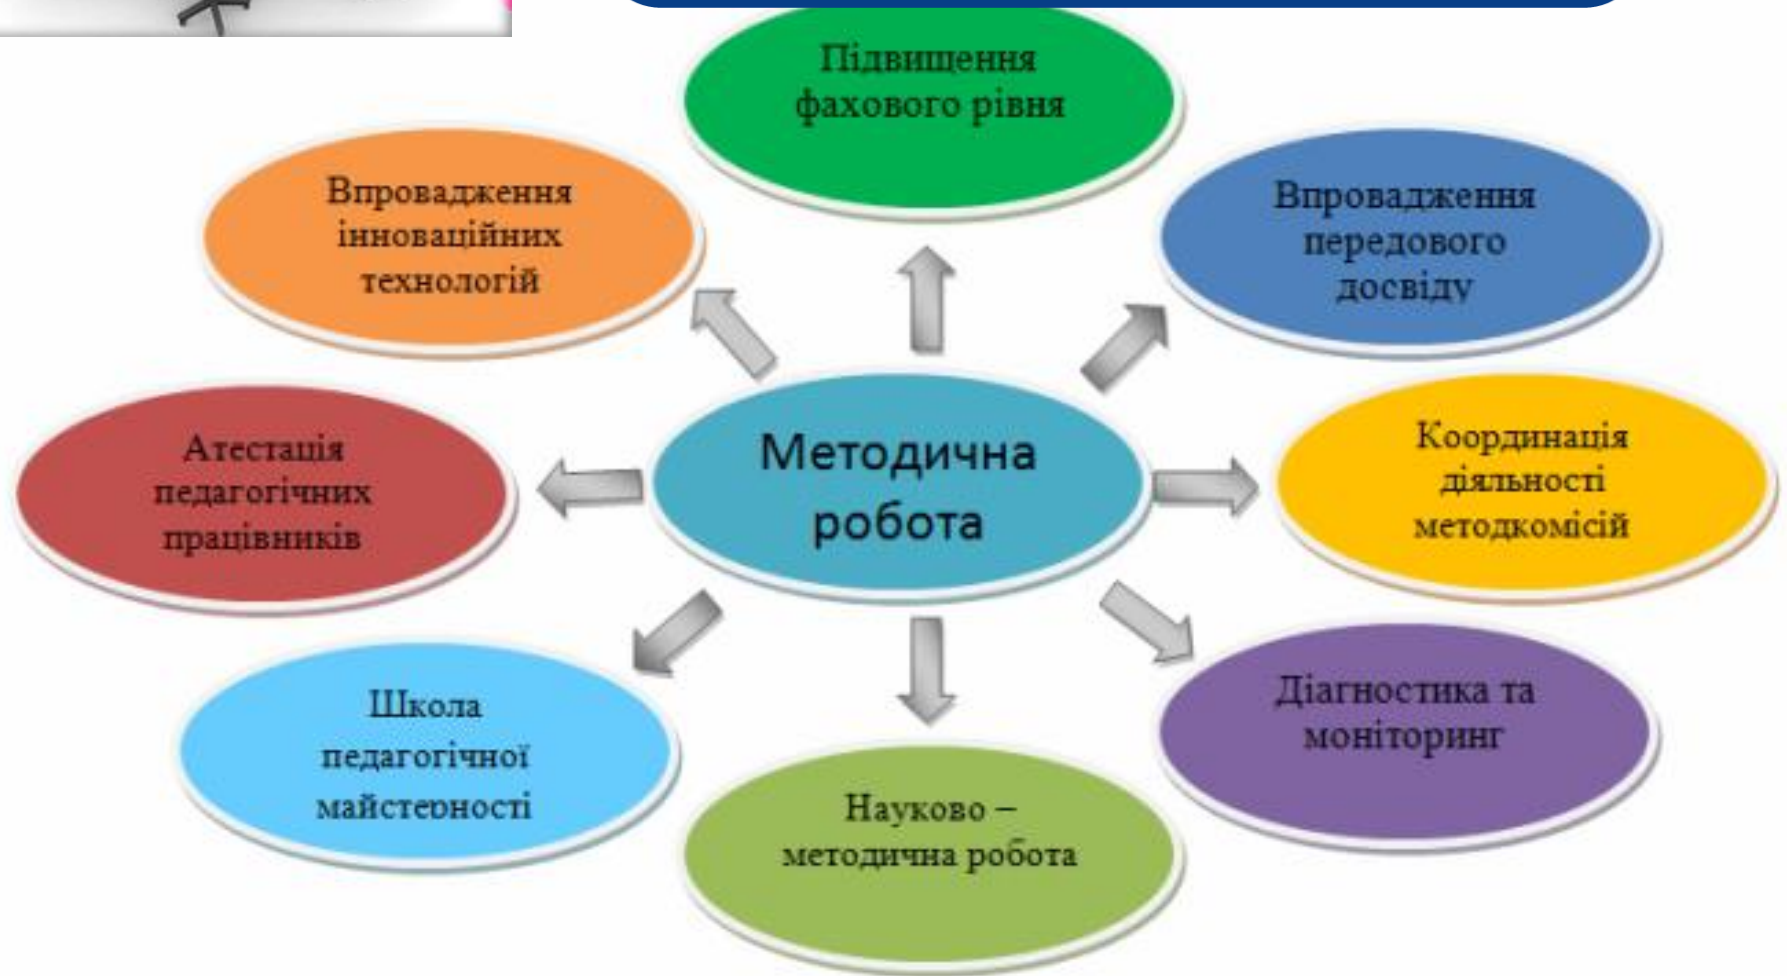 Підвищення
фахового рівня
Впровадження
інноваційних
технологій
Впровадження
передового
досвіду
Атестація
педагогічних
працівників
Методична
робота
Координація
діяльності
методкомісій
Школа
педагогічної
майстерності
Науково –
методична робота
Діагностика та
моніторинг